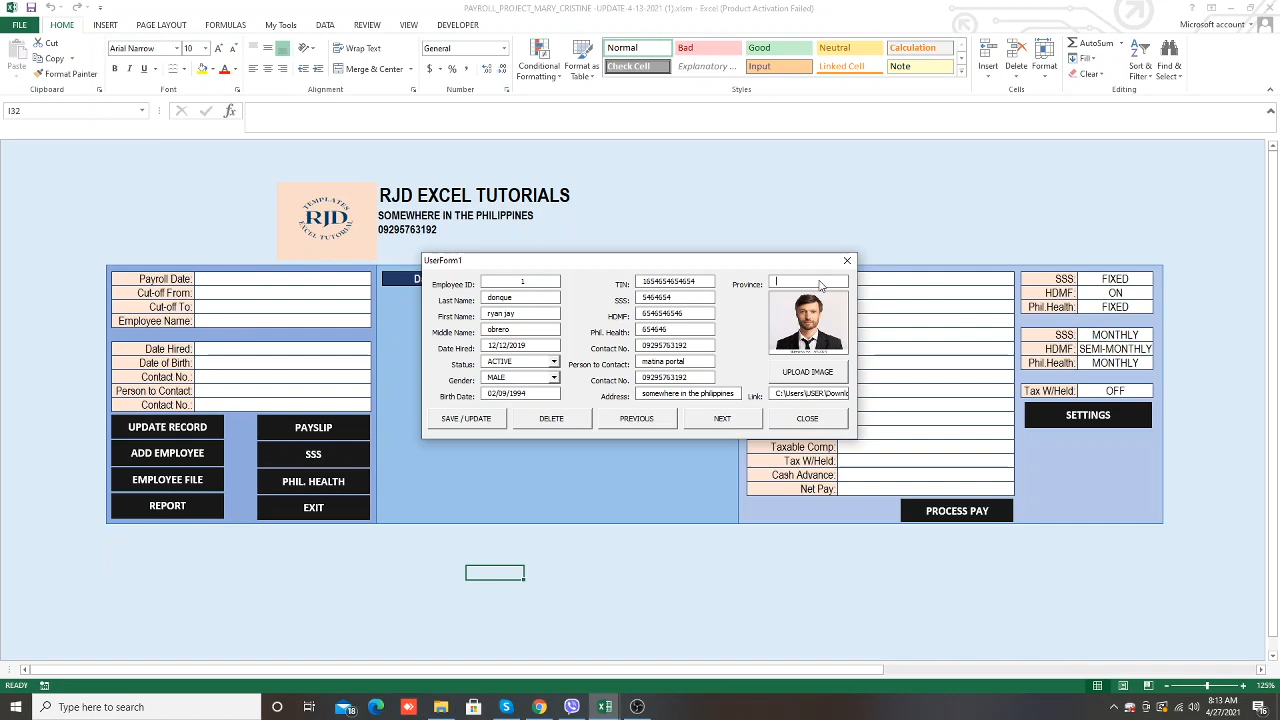 PAYROLL_PROJECT_MARY_CRISTINE -UPDATE-4-13-2021 (1).xlsm - Excel (Product Activation Failed)
FILE HOME INSERT PAGE LAYOUT FORMULAS My Tools DATA REVIEW VIEW DEVELOPER Microsoft account
Paste
Cut
Copy
Format Painter
Clipboard
Arial Narrow 10
B I U
Font
Wrap Text
Merge & Center
Alignment
General
$ % ,
Number
Conditional Formatting
Format as Table
Normal Bad Good Neutral Calculation
Check Cell Explanatory ... Input Linked Cell Note
Styles
Insert Delete Format
Cells
AutoSum
Fill
Clear
Sort & Filter
Find & Select
Editing
I32
fx
TEMPLATES
RJD
EXCEL TUTORIAL
RJD EXCEL TUTORIALS
SOMEWHERE IN THE PHILIPPINES
09295763192
Payroll Date:
Cut-off From:
Cut-off To:
Employee Name:
Date Hired:
Date of Birth:
Contact No.:
Person to Contact:
Contact No.:
UPDATE RECORD
ADD EMPLOYEE
EMPLOYEE FILE
REPORT
PAYSLIP
SSS
PHIL. HEALTH
EXIT
D
UserForm1
Employee ID: 1
Last Name: donque
First Name: ryan jay
Middle Name: obrero
Date Hired: 12/12/2019
Status: ACTIVE
Gender: MALE
Birth Date: 02/09/1994
TIN: 1654654654654
SSS: 5464654
HDMF: 6546546546
Phil. Health: 654646
Contact No. 09295763192
Person to Contact: matina portal
Contact No. 09295763192
Address: somewhere in the philippines
Province:
UPLOAD IMAGE
Link: C:\Users\USER\Downlo
SAVE / UPDATE DELETE PREVIOUS NEXT CLOSE
Taxable Comp:
Tax W/Held:
Cash Advance:
Net Pay:
PROCESS PAY
SSS: FIXED
HDMF: ON
Phil.Health: FIXED
SSS: MONTHLY
HDMF: SEMI-MONTHLY
Phil.Health: MONTHLY
Tax W/Held: OFF
SETTINGS
READY
125%
Type here to search
18
8:13 AM
4/27/2021